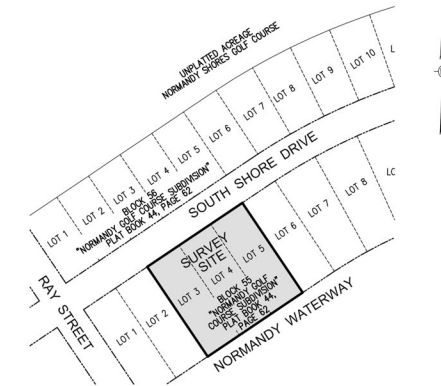 UNPLATTED ACREAGE
NORMANDY SHORES GOLF COURSE
LOT 1
LOT 2
LOT 3
LOT 4
LOT 5
LOT 6
LOT 7
LOT 8
LOT 9
LOT 10
L
BLOCK 56
"NORMANDY GOLF COURSE SUBDIVISION"
PLAT BOOK 44, PAGE 62
SOUTH SHORE DRIVE
RAY STREET
LOT 1
LOT 2
SURVEY
SITE
LOT 3
LOT 4
LOT 5
BLOCK 55
"NORMANDY GOLF
COURSE SUBDIVISION"
PLAT BOOK 44,
PAGE 62
LOT 6
LOT 7
LOT 8
LO
NORMANDY WATERWAY